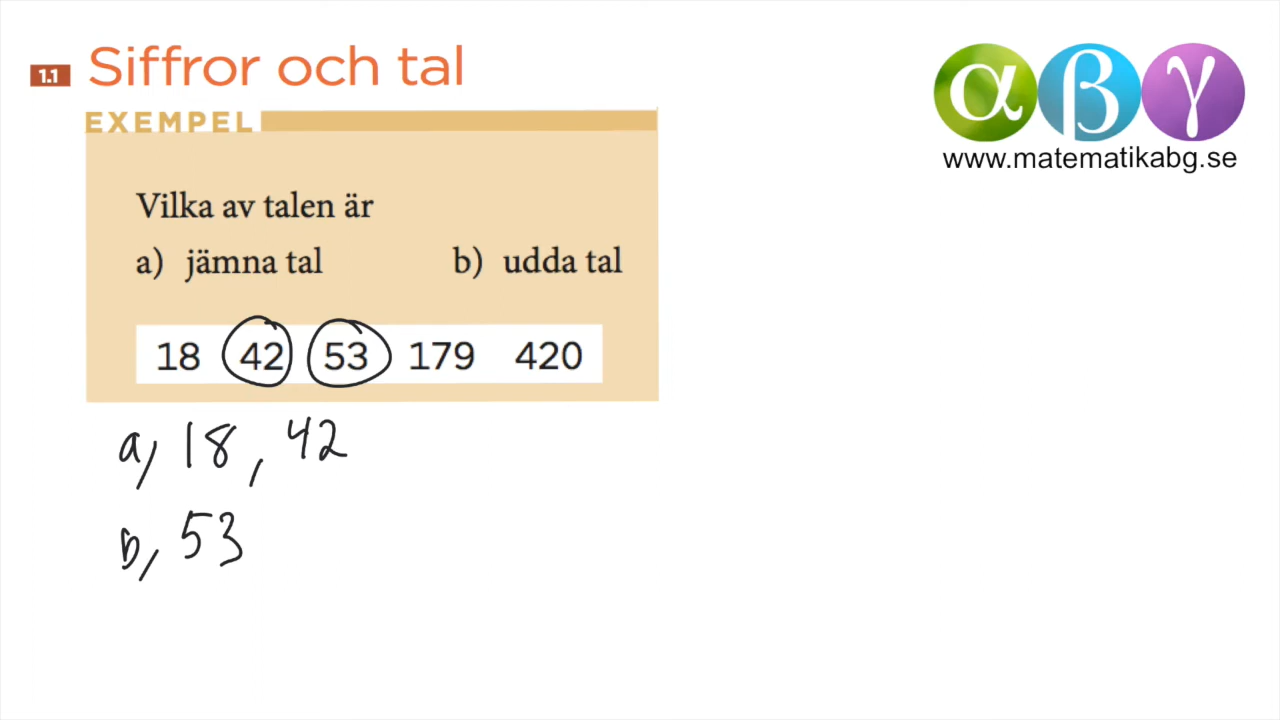 1.1 Siffror och tal
EXEMPEL
αβγ
www.matematikabg.se
Vilka av talen är
a) jämna tal b) udda tal
18 42 53 179 420
a, 18, 42
b, 53